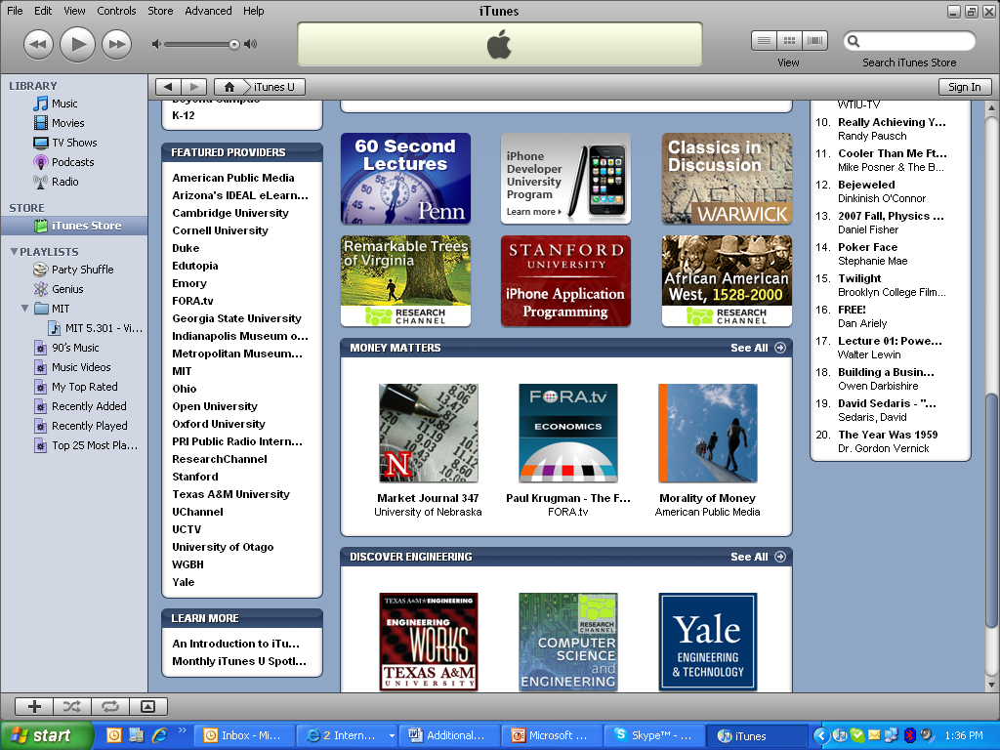 File Edit View Controls Store Advanced Help
iTunes
View
Search iTunes Store
LIBRARY
Music
Movies
TV Shows
Podcasts
Radio
STORE
iTunes Store
PLAYLISTS
Party Shuffle
Genius
MIT
MIT 5.301 - Vi...
90's Music
Music Videos
My Top Rated
Recently Added
Recently Played
Top 25 Most Pla...
iTunes U
Sign In
Beyond Campus
K-12
FEATURED PROVIDERS
American Public Media
Arizona's IDEAL eLearn...
Cambridge University
Cornell University
Duke
Edutopia
Emory
FORA.tv
Georgia State University
Indianapolis Museum o...
Metropolitan Museum...
MIT
Ohio
Open University
Oxford University
PRI Public Radio Intern...
ResearchChannel
Stanford
Texas A&M University
UChannel
UCTV
University of Otago
WGBH
Yale
LEARN MORE
An Introduction to iTu...
Monthly iTunes U Spotl...
60 Second
Lectures
Penn
iPhone
Developer
University
Program
Learn more
Classics in
Discussion
WARWICK
Remarkable Trees
of Virginia
RESEARCH
CHANNEL
STANFORD
UNIVERSITY
iPhone Application
Programming
African American
West, 1528-2000
RESEARCH
CHANNEL
MONEY MATTERS
See All
N
Market Journal 347
University of Nebraska
FORA.tv
ECONOMICS
Paul Krugman - The F...
FORA.tv
Morality of Money
American Public Media
DISCOVER ENGINEERING
See All
TEXAS A&M ENGINEERING
ENGINEERING
WORKS
TEXAS A&M
UNIVERSITY
RESEARCH
CHANNEL
COMPUTER
SCIENCE
and
ENGINEERING
Yale
ENGINEERING
& TECHNOLOGY
WTIU-TV
10. Really Achieving Y...
Randy Pausch
11. Cooler Than Me Ft...
Mike Posner & The B...
12. Bejeweled
Dinkinish O'Connor
13. 2007 Fall, Physics ...
Daniel Fisher
14. Poker Face
Stephanie Mae
15. Twilight
Brooklyn College Film...
16. FREE!
Dan Ariely
17. Lecture 01: Powe...
Walter Lewin
18. Building a Busin...
Owen Darbishire
19. David Sedaris - "...
Sedaris, David
20. The Year Was 1959
Dr. Gordon Vernick
start
Inbox - Mi...
2 Intern...
Additional...
Microsoft ...
Skype™ - ...
iTunes
1:36 PM